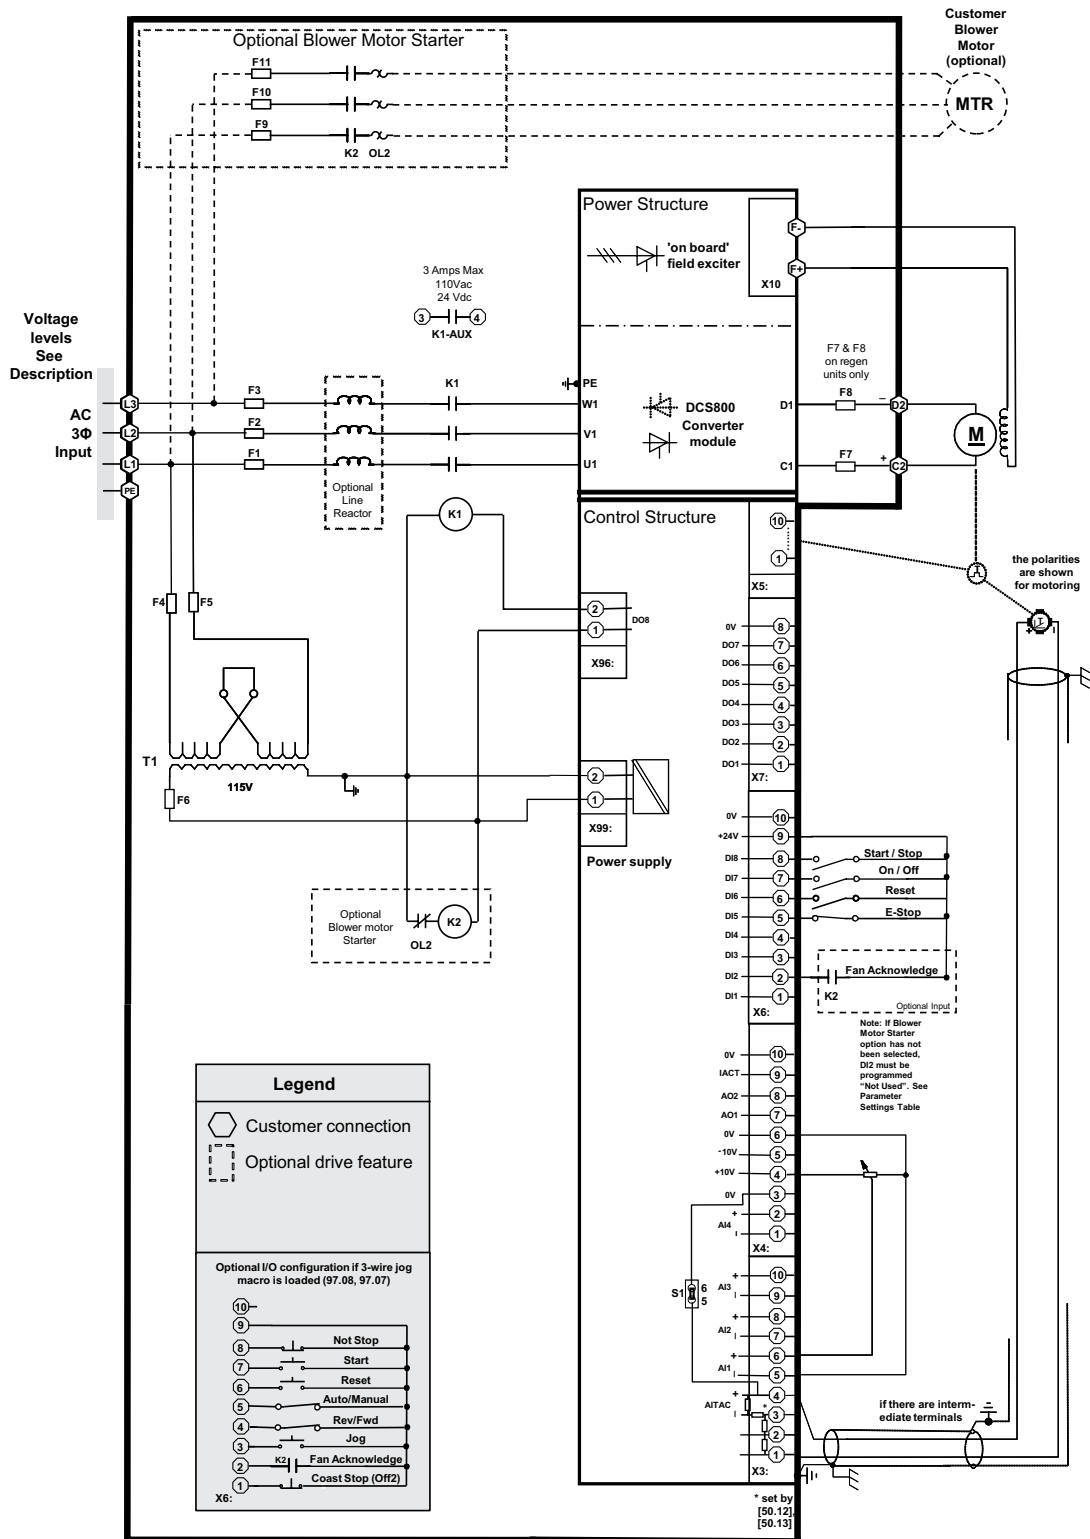 Optional Blower Motor Starter
F11
F10
F9
K2 OL2
Customer
Blower
Motor
(optional)
MTR
Power Structure
'on board'
field exciter
F-
F+
X10
3 Amps Max
110Vac
24 Vdc
3 4
K1-AUX
Voltage
levels
See
Description
AC
3Φ
Input
L3
L2
L1
PE
F3
F2
F1
Optional
Line
Reactor
K1
PE
W1
V1
U1
DCS800
Converter
module
D1
C1
F7 & F8
on regen
units only
F8
–
D2
F7
+
C2
M
Control Structure
K1
10
1
X5:
the polarities
are shown
for motoring
T
+ –
F4
F5
2
1
DO8
X96:
0V 8
DO7 7
DO6 6
DO5 5
DO4 4
DO3 3
DO2 2
DO1 1
X7:
T1
115V
F6
2
1
X99:
Power supply
Optional
Blower motor
Starter
OL2
K2
0V 10
+24V 9
DI8 8 Start / Stop
DI7 7 On / Off
DI6 6 Reset
DI5 5 E-Stop
DI4 4
DI3 3
DI2 2 Fan Acknowledge
K2
DI1 1
Optional Input
X6:
Note: If Blower
Motor Starter
option has not
been selected,
DI2 must be
programmed
“Not Used”. See
Parameter
Settings Table
0V 10
IACT 9
AO2 8
AO1 7
0V 6
-10V 5
+10V 4
0V 3
+ 2
AI4
– 1
X4:
S1 6
5
+ 10
AI3
– 9
+ 8
AI2
– 7
+ 6
AI1
– 5
+ 4
AITAC
– 3
*
2
1
X3:
if there are interm-
ediate terminals
* set by
[50.12],
[50.13]
Legend
Customer connection
Optional drive feature
Optional I/O configuration if 3-wire jog
macro is loaded (97.08, 97.07)
10
9
8 Not Stop
7 Start
6 Reset
5 Auto/Manual
4 Rev/Fwd
3 Jog
2 K2 Fan Acknowledge
1 Coast Stop (Off2)
X6: